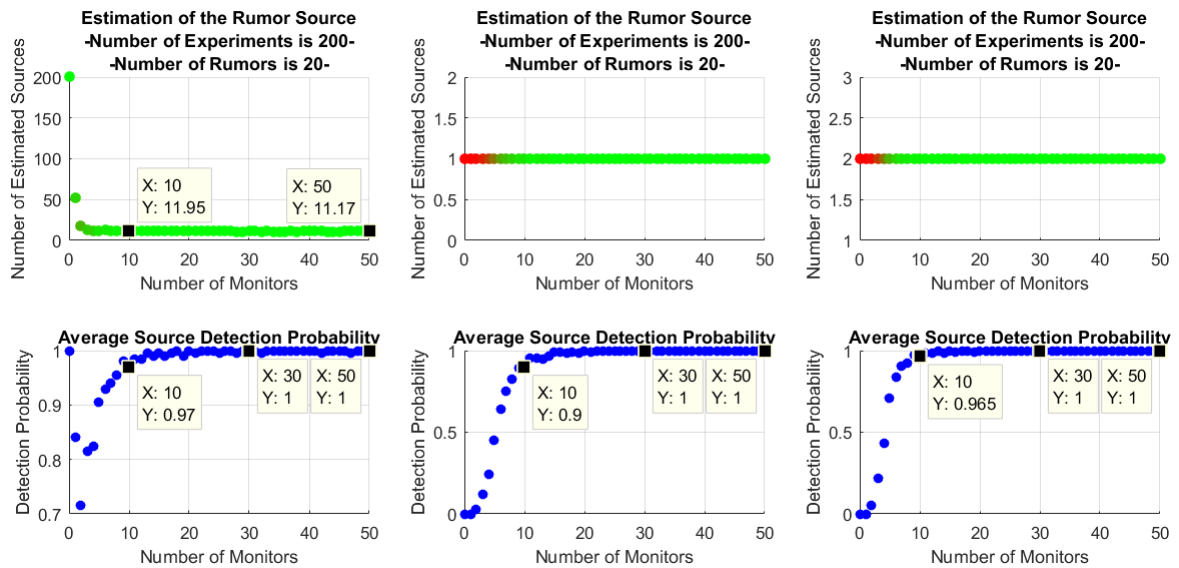 Estimation of the Rumor Source
-Number of Experiments is 200-
-Number of Rumors is 20-
Number of Estimated Sources
200
150
100
50
0
X: 10
Y: 11.95
X: 50
Y: 11.17
0 10 20 30 40 50
Number of Monitors
Estimation of the Rumor Source
-Number of Experiments is 200-
-Number of Rumors is 20-
Number of Estimated Sources
2
1.5
1
0.5
0
0 10 20 30 40 50
Number of Monitors
Estimation of the Rumor Source
-Number of Experiments is 200-
-Number of Rumors is 20-
Number of Estimated Sources
3
2.5
2
1.5
1
0 10 20 30 40 50
Number of Monitors
Average Source Detection Probability
Detection Probability
1
0.9
0.8
0.7
X: 10
Y: 0.97
X: 30
Y: 1
X: 50
Y: 1
0 10 20 30 40 50
Number of Monitors
Average Source Detection Probability
Detection Probability
1
0.5
0
X: 10
Y: 0.9
X: 30
Y: 1
X: 50
Y: 1
0 10 20 30 40 50
Number of Monitors
Average Source Detection Probability
Detection Probability
1
0.5
0
X: 10
Y: 0.965
X: 30
Y: 1
X: 50
Y: 1
0 10 20 30 40 50
Number of Monitors